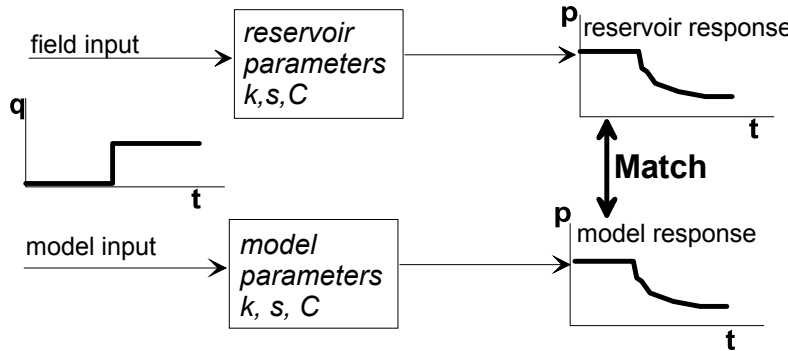 field input
reservoir
parameters
k,s,C
p
reservoir response
t
q
t
Match
model input
model
parameters
k, s, C
p
model response
t